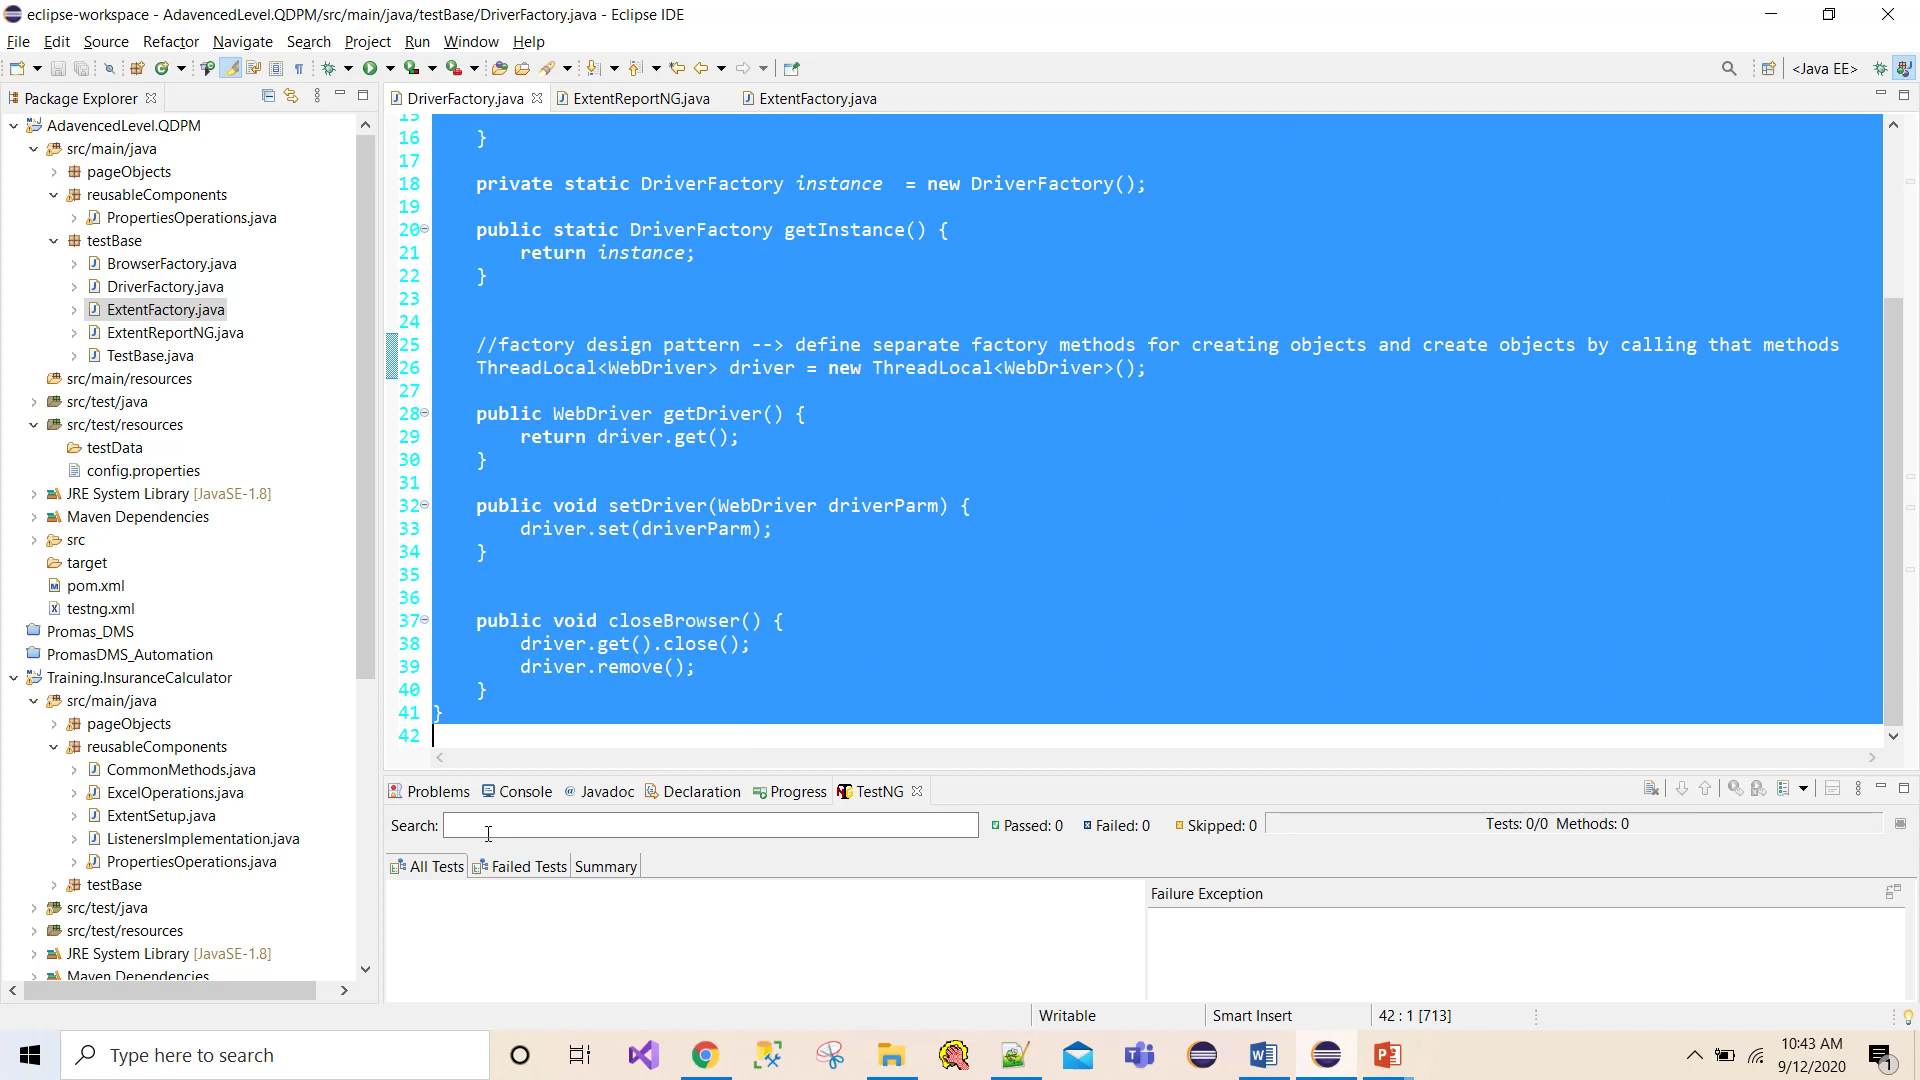 eclipse-workspace - AdavencedLevel.QDPM/src/main/java/testBase/DriverFactory.java - Eclipse IDE
File Edit Source Refactor Navigate Search Project Run Window Help
<Java EE>
Package Explorer
AdavencedLevel.QDPM
src/main/java
pageObjects
reusableComponents
PropertiesOperations.java
testBase
BrowserFactory.java
DriverFactory.java
ExtentFactory.java
ExtentReportNG.java
TestBase.java
src/main/resources
src/test/java
src/test/resources
testData
config.properties
JRE System Library [JavaSE-1.8]
Maven Dependencies
src
target
pom.xml
testng.xml
Promas_DMS
PromasDMS_Automation
Training.InsuranceCalculator
src/main/java
pageObjects
reusableComponents
CommonMethods.java
ExcelOperations.java
ExtentSetup.java
ListenersImplementation.java
PropertiesOperations.java
testBase
src/test/java
src/test/resources
JRE System Library [JavaSE-1.8]
Maven Dependencies
DriverFactory.java ExtentReportNG.java ExtentFactory.java
15
16 }
17
18 private static DriverFactory instance = new DriverFactory();
19
20 public static DriverFactory getInstance() {
21 return instance;
22 }
23
24
25 //factory design pattern --> define separate factory methods for creating objects and create objects by calling that methods
26 ThreadLocal<WebDriver> driver = new ThreadLocal<WebDriver>();
27
28 public WebDriver getDriver() {
29 return driver.get();
30 }
31
32 public void setDriver(WebDriver driverParm) {
33 driver.set(driverParm);
34 }
35
36
37 public void closeBrowser() {
38 driver.get().close();
39 driver.remove();
40 }
41 }
42
Problems Console Javadoc Declaration Progress TestNG
Search: Passed: 0 Failed: 0 Skipped: 0 Tests: 0/0 Methods: 0
All Tests Failed Tests Summary
Failure Exception
Writable Smart Insert 42 : 1 [713]
Type here to search
10:43 AM
9/12/2020
1